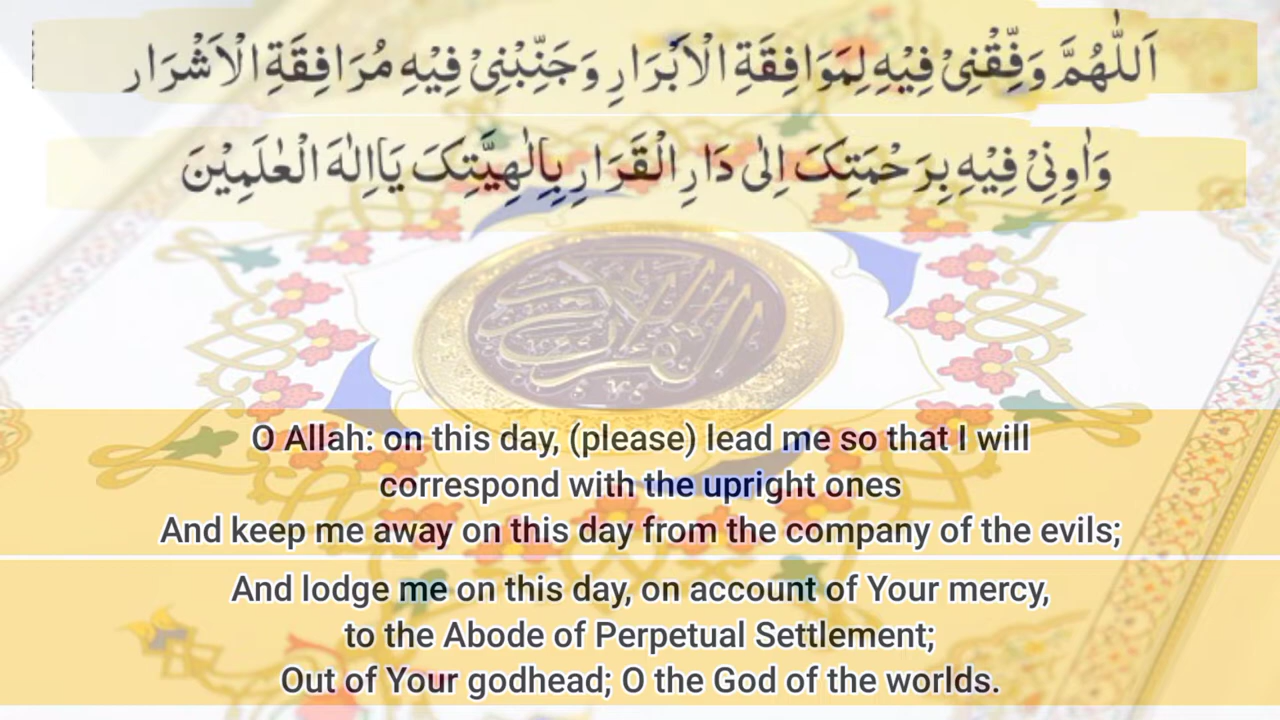 اَللّٰهُمَّ وَفِّقْنِيْ فِيْهِ لِمَوَافِقَةِ الْاَبْرَارِ وَجَنِّبْنِيْ فِيْهِ مُرَافِقَةِ الْاَشْرَار
وَاٰوِنِيْ فِيْهِ بِرَحْمَتِکَ اِلٰى دَارِ الْقَرَارِ بِاِلٰهِيَّتِکَ يَااِلٰهَ الْعٰلَمِيْنَ
القرآن الكريم
O Allah: on this day, (please) lead me so that I will
correspond with the upright ones
And keep me away on this day from the company of the evils;
And lodge me on this day, on account of Your mercy,
to the Abode of Perpetual Settlement;
Out of Your godhead; O the God of the worlds.